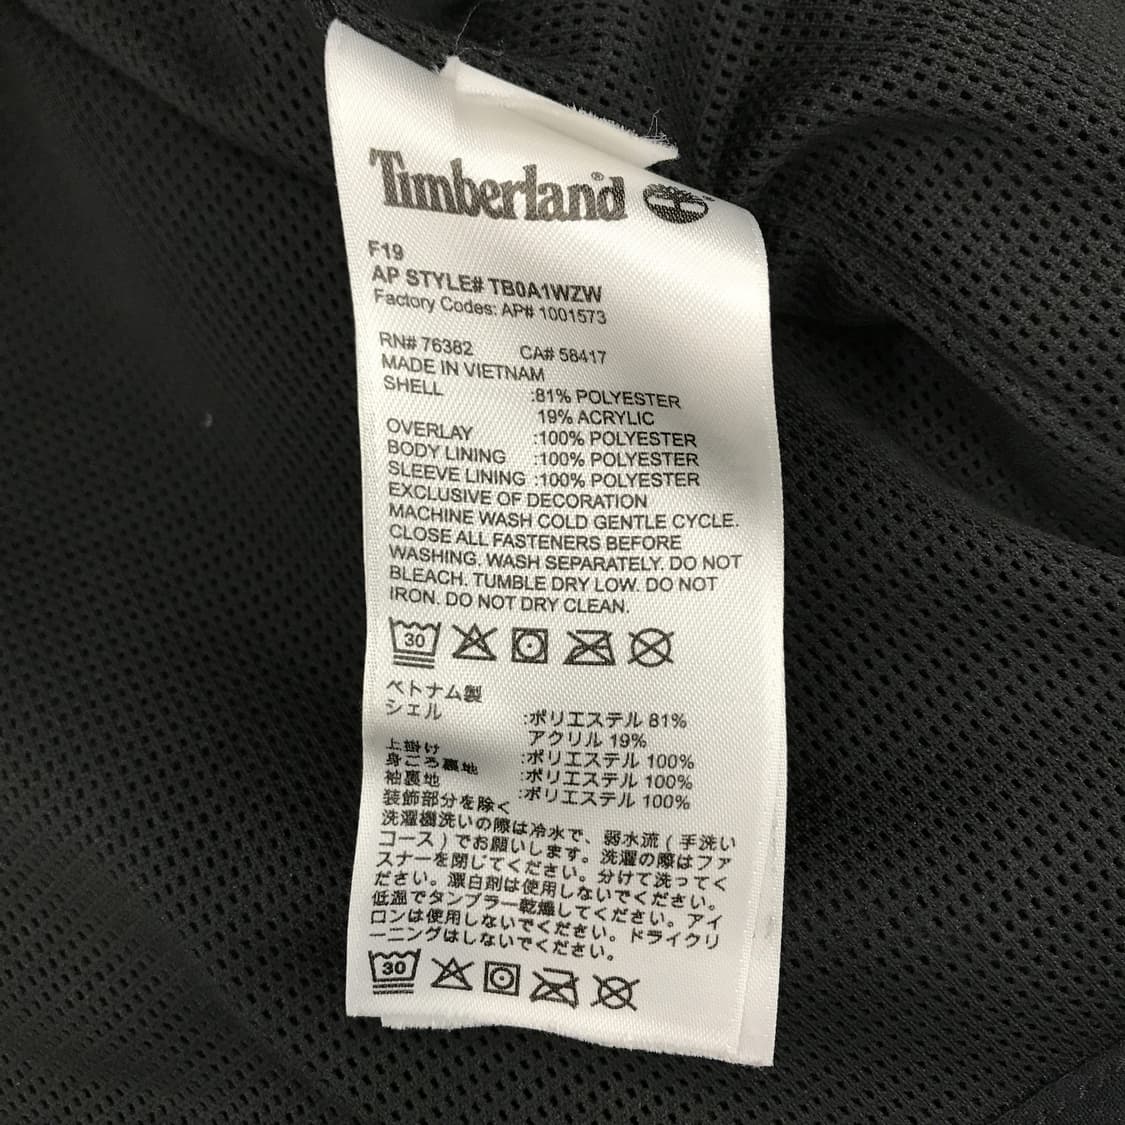 Timberland®
F19
AP STYLE# TB0A1WZW
Factory Codes: AP# 1001573
RN# 76382 CA# 58417
MADE IN VIETNAM
SHELL :81% POLYESTER
19% ACRYLIC
OVERLAY :100% POLYESTER
BODY LINING :100% POLYESTER
SLEEVE LINING :100% POLYESTER
EXCLUSIVE OF DECORATION
MACHINE WASH COLD GENTLE CYCLE.
CLOSE ALL FASTENERS BEFORE
WASHING. WASH SEPARATELY. DO NOT
BLEACH. TUMBLE DRY LOW. DO NOT
IRON. DO NOT DRY CLEAN.
30
ベトナム製
シェル :ポリエステル 81%
アクリル 19%
上掛け :ポリエステル 100%
身ごろ裏地 :ポリエステル 100%
袖裏地 :ポリエステル 100%
装飾部分を除く
洗濯機洗いの際は冷水で、弱水流(手洗い
コース)でお願いします。洗濯の際はファ
スナーを閉じてください。分けて洗ってく
ださい。漂白剤は使用しないでください。
低温でタンブラー乾燥してください。アイ
ロンは使用しないでください。ドライクリ
ーニングはしないでください。
30